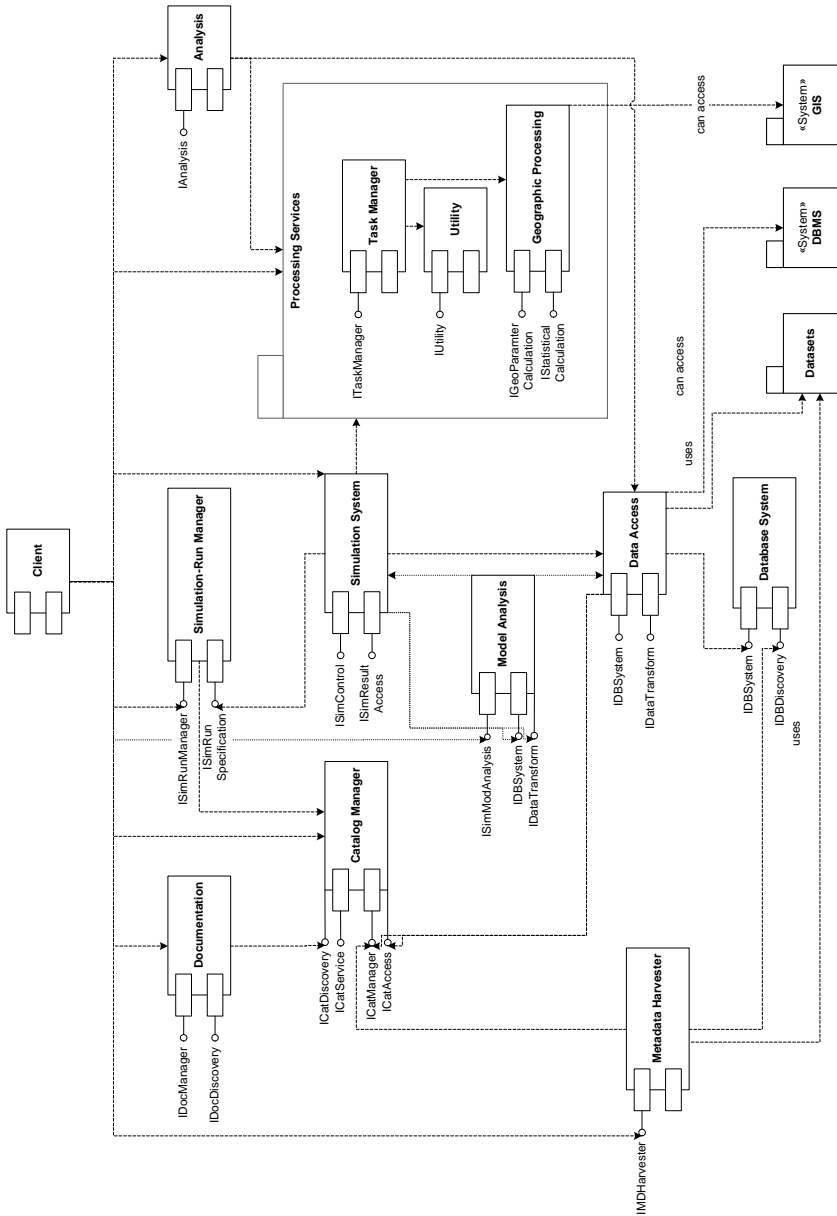 Client
Analysis
IAnalysis
Simulation-Run Manager
ISimRunManager
ISimRun
Specification
Documentation
IDocManager
IDocDiscovery
Processing Services
Task Manager
ITaskManager
Utility
IUtility
Geographic Processing
IGeoParamter
Calculation
IStatistical
Calculation
Simulation System
ISimControl
ISimResult
Access
Catalog Manager
ICatDiscovery
ICatService
ICatManager
ICatAccess
Model Analysis
ISimModAnalysis
IDBSystem
IDataTransform
Data Access
IDBSystem
IDataTransform
Metadata Harvester
IMDHarvester
Database System
IDBSystem
IDBDiscovery
uses
uses
can access
can access
Datasets
«System»
DBMS
«System»
GIS